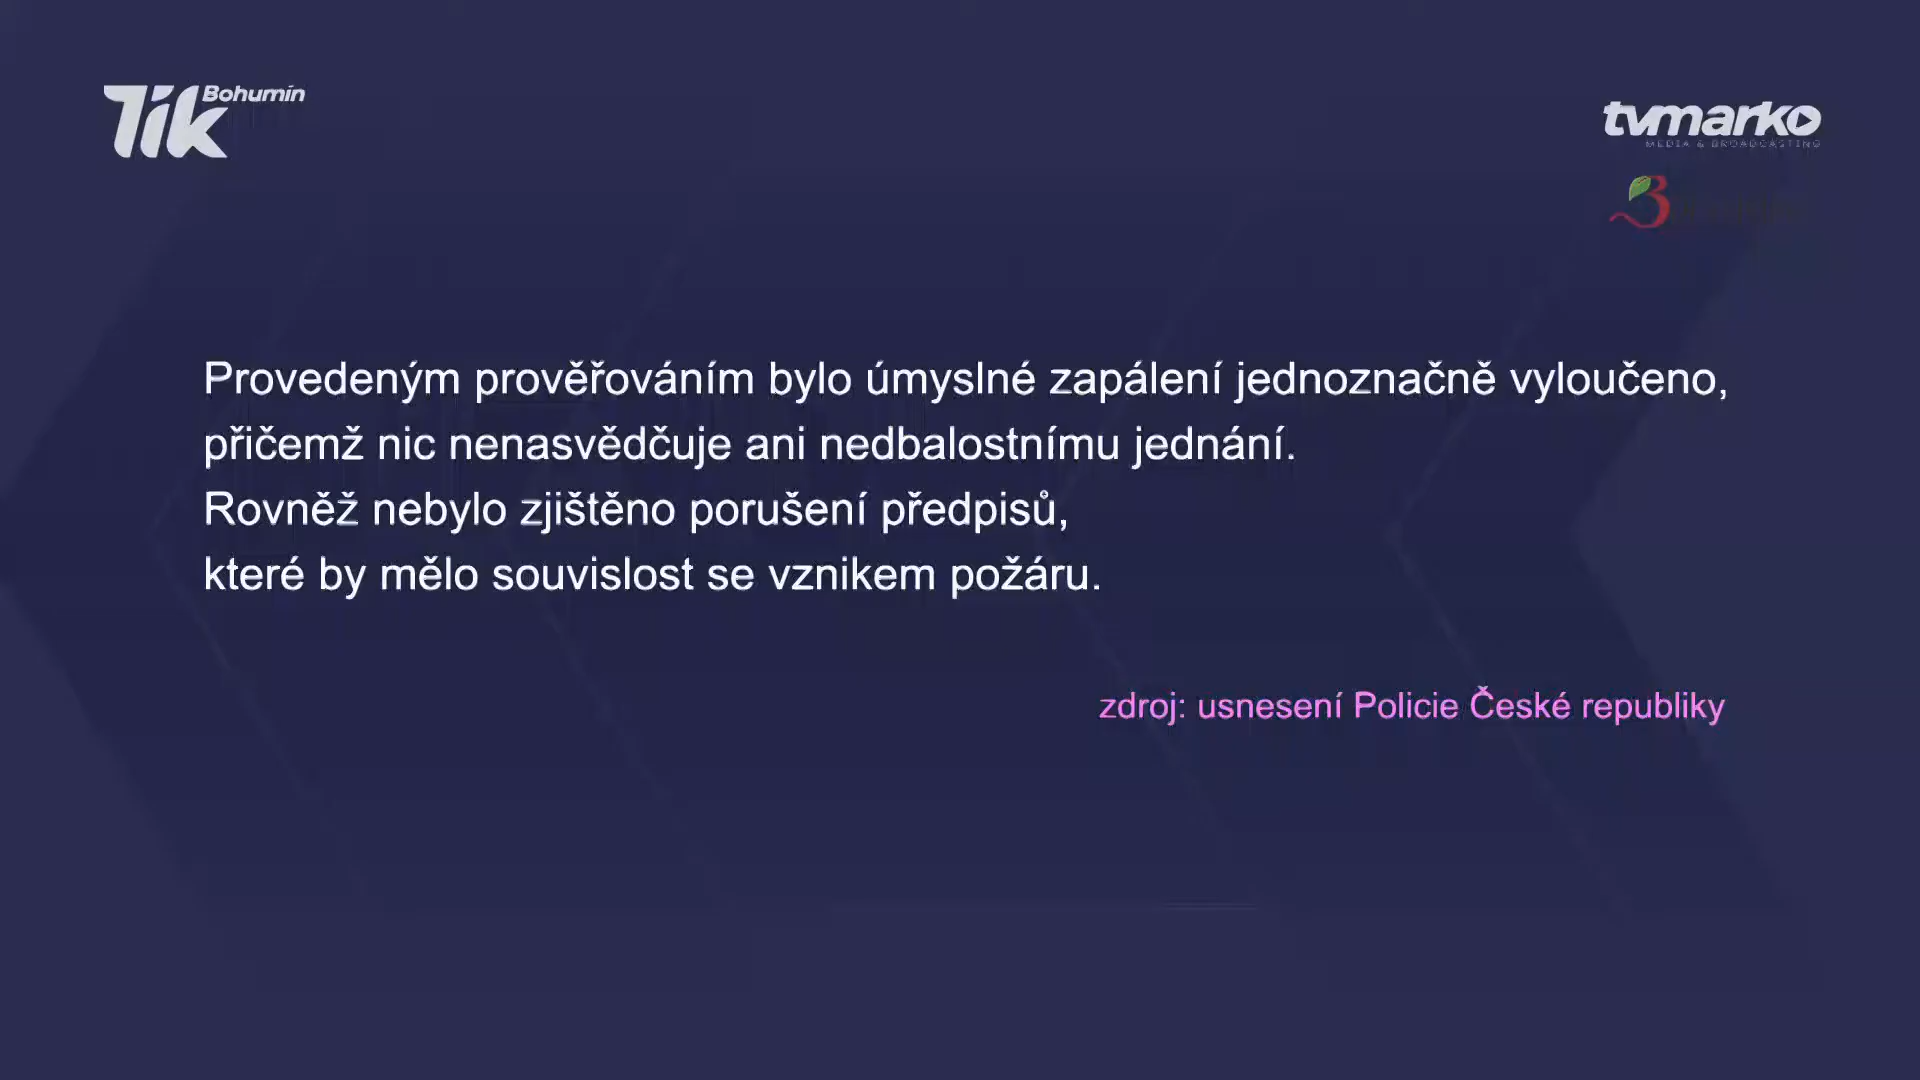 Tik Bohumín
tvmarko
MEDIA & BROADCASTING
Provedeným prověřováním bylo úmyslné zapálení jednoznačně vyloučeno,
přičemž nic nenasvědčuje ani nedbalostnímu jednání.
Rovněž nebylo zjištěno porušení předpisů,
které by mělo souvislost se vznikem požáru.
zdroj: usnesení Policie České republiky